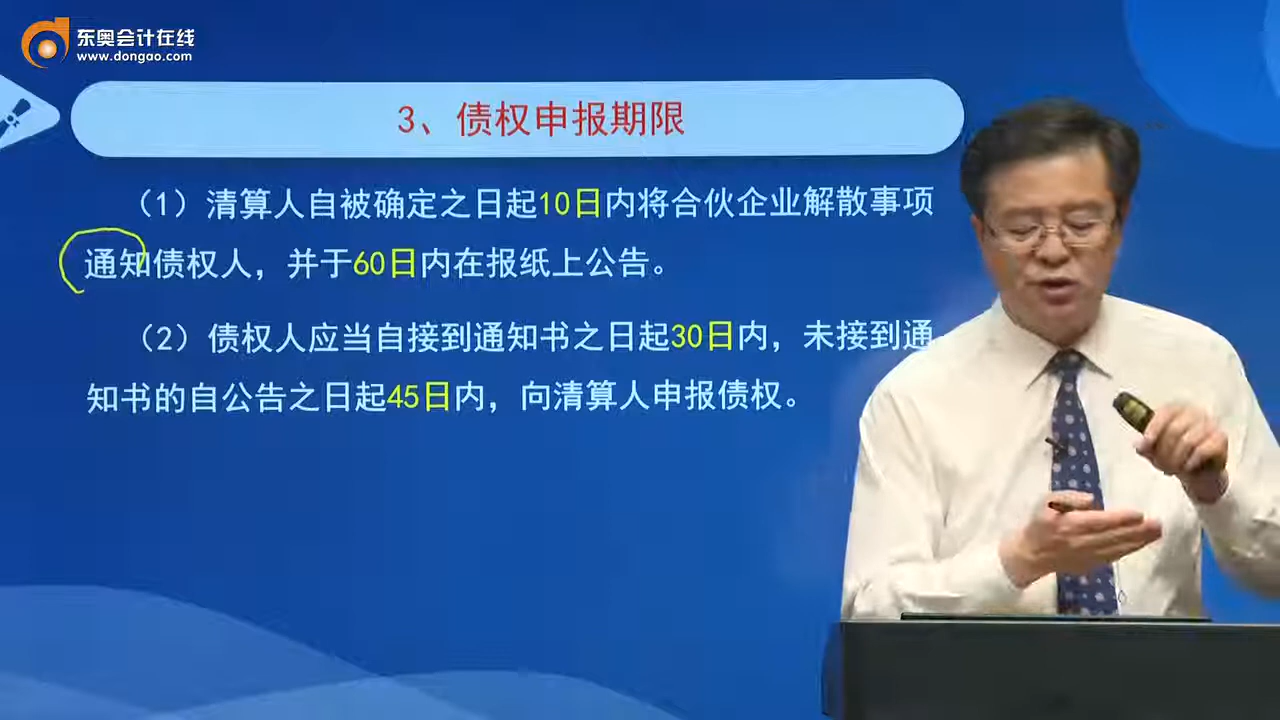 东奥会计在线
www.dongao.com
3、债权申报期限
（1）清算人自被确定之日起10日内将合伙企业解散事项
通知债权人，并于60日内在报纸上公告。
（2）债权人应当自接到通知书之日起30日内，未接到通
知书的自公告之日起45日内，向清算人申报债权。